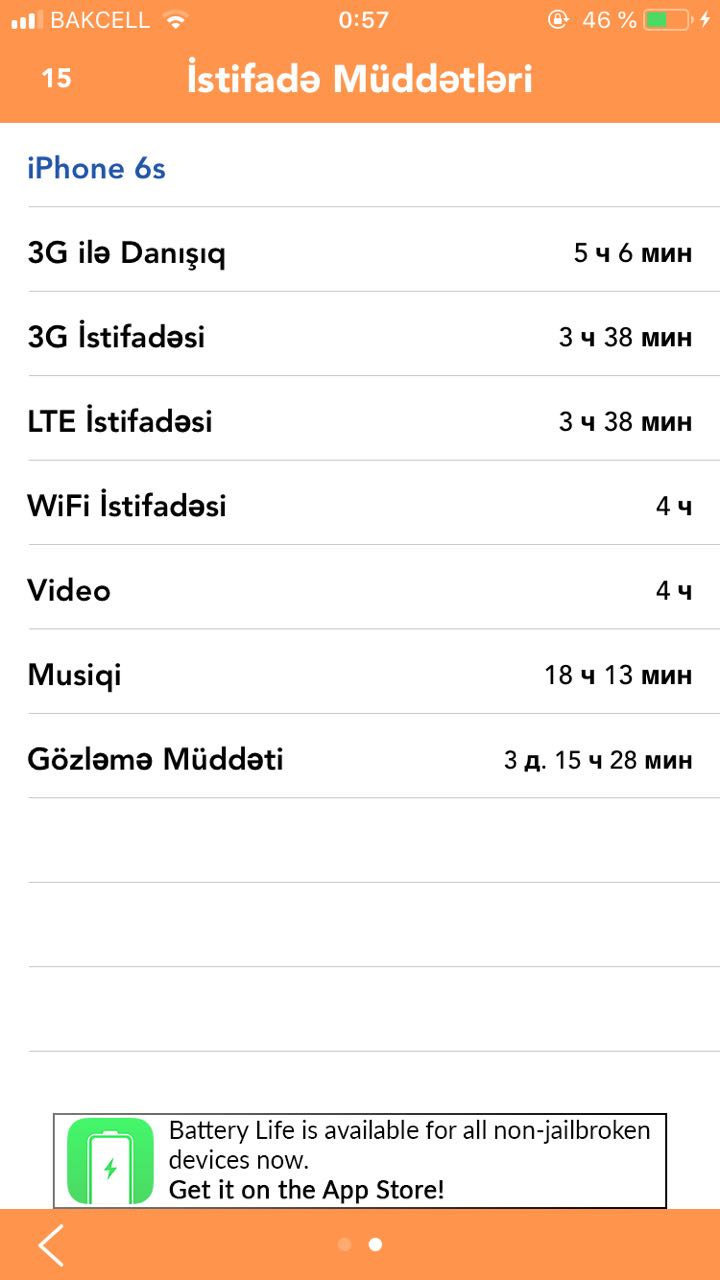 BAKCELL 0:57 46 %
15 İstifadə Müddətləri
iPhone 6s
3G ilə Danışıq 5 ч 6 мин
3G İstifadəsi 3 ч 38 мин
LTE İstifadəsi 3 ч 38 мин
WiFi İstifadəsi 4 ч
Video 4 ч
Musiqi 18 ч 13 мин
Gözləmə Müddəti 3 д. 15 ч 28 мин
Battery Life is available for all non-jailbroken
devices now.
Get it on the App Store!